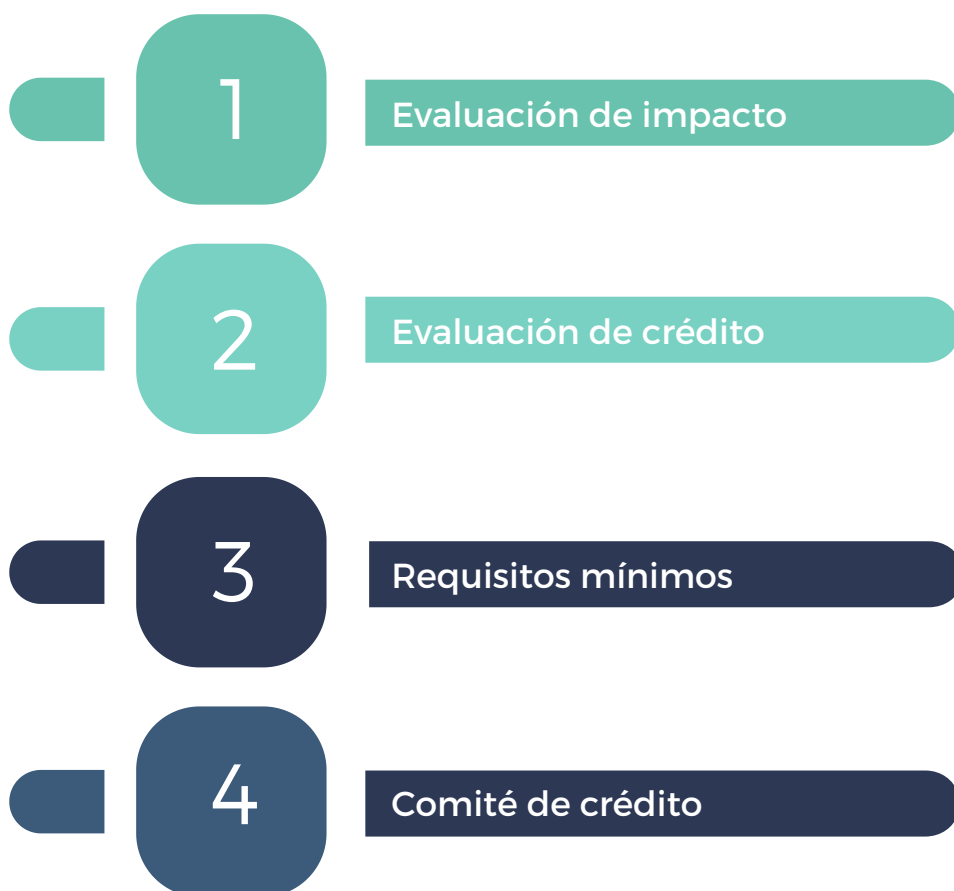 1
Evaluación de impacto
2
Evaluación de crédito
3
Requisitos mínimos
4
Comité de crédito